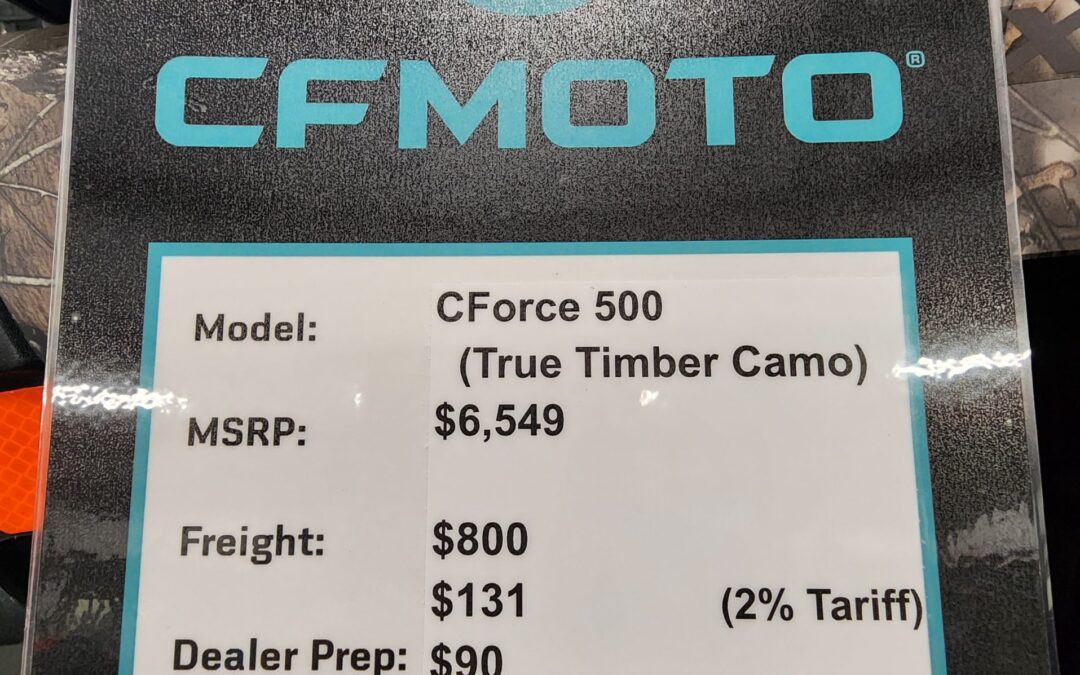 CFMOTO®
Model: CForce 500
(True Timber Camo)
MSRP: $6,549
Freight: $800
$131 (2% Tariff)
Dealer Prep: $90